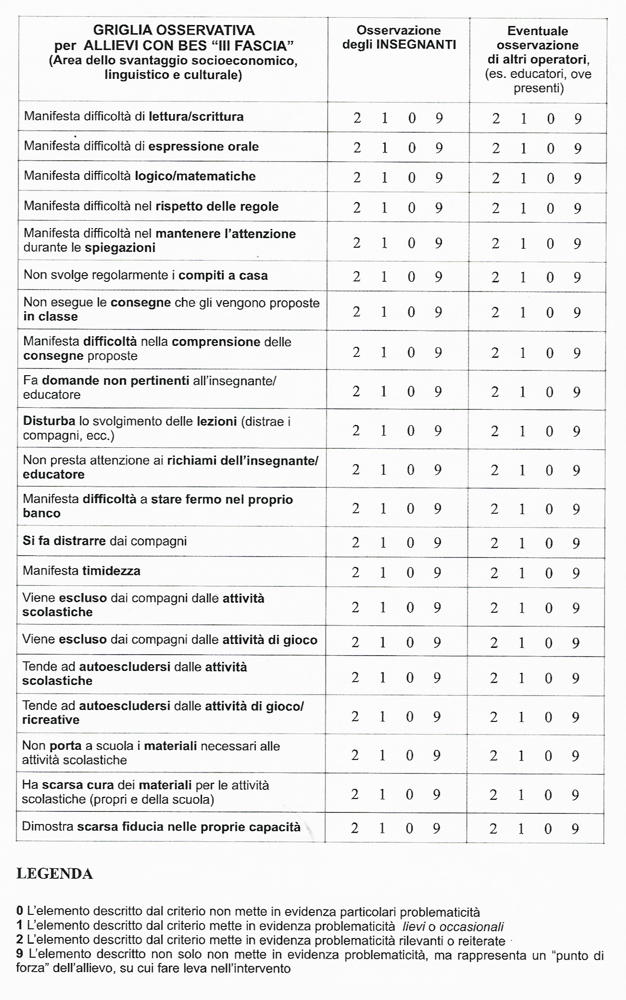 GRIGLIA OSSERVATIVA
per ALLIEVI CON BES “III FASCIA”
(Area dello svantaggio socioeconomico,
linguistico e culturale)
Osservazione
degli INSEGNANTI
Eventuale
osservazione
di altri operatori,
(es. educatori, ove
presenti)
Manifesta difficoltà di lettura/scrittura
2 1 0 9 2 1 0 9
Manifesta difficoltà di espressione orale
2 1 0 9 2 1 0 9
Manifesta difficoltà logico/matematiche
2 1 0 9 2 1 0 9
Manifesta difficoltà nel rispetto delle regole
2 1 0 9 2 1 0 9
Manifesta difficoltà nel mantenere l’attenzione
durante le spiegazioni
2 1 0 9 2 1 0 9
Non svolge regolarmente i compiti a casa
2 1 0 9 2 1 0 9
Non esegue le consegne che gli vengono proposte
in classe
2 1 0 9 2 1 0 9
Manifesta difficoltà nella comprensione delle
consegne proposte
2 1 0 9 2 1 0 9
Fa domande non pertinenti all’insegnante/
educatore
2 1 0 9 2 1 0 9
Disturba lo svolgimento delle lezioni (distrae i
compagni, ecc.)
2 1 0 9 2 1 0 9
Non presta attenzione ai richiami dell’insegnante/
educatore
2 1 0 9 2 1 0 9
Manifesta difficoltà a stare fermo nel proprio
banco
2 1 0 9 2 1 0 9
Si fa distrarre dai compagni
2 1 0 9 2 1 0 9
Manifesta timidezza
2 1 0 9 2 1 0 9
Viene escluso dai compagni dalle attività
scolastiche
2 1 0 9 2 1 0 9
Viene escluso dai compagni dalle attività di gioco
2 1 0 9 2 1 0 9
Tende ad autoescludersi dalle attività
scolastiche
2 1 0 9 2 1 0 9
Tende ad autoescludersi dalle attività di gioco/
ricreative
2 1 0 9 2 1 0 9
Non porta a scuola i materiali necessari alle
attività scolastiche
2 1 0 9 2 1 0 9
Ha scarsa cura dei materiali per le attività
scolastiche (propri e della scuola)
2 1 0 9 2 1 0 9
Dimostra scarsa fiducia nelle proprie capacità
2 1 0 9 2 1 0 9
LEGENDA
0 L’elemento descritto dal criterio non mette in evidenza particolari problematicità
1 L’elemento descritto dal criterio mette in evidenza problematicità lievi o occasionali
2 L’elemento descritto dal criterio mette in evidenza problematicità rilevanti o reiterate
9 L’elemento descritto non solo non mette in evidenza problematicità, ma rappresenta un “punto di
forza” dell’allievo, su cui fare leva nell’intervento